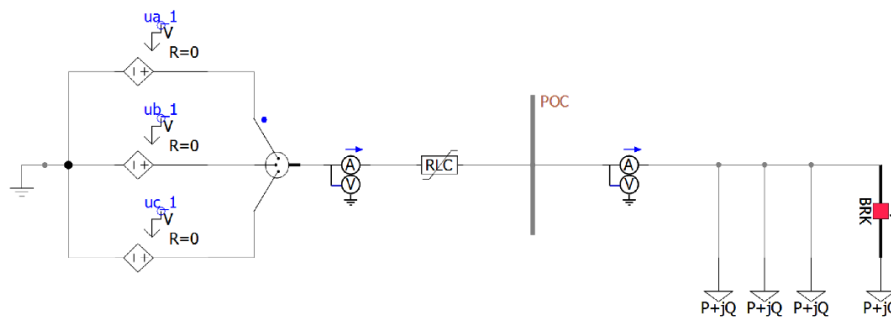 ua_1
V
R=0
ub_1
V
R=0
uc_1
V
R=0
A
V
RLC
POC
A
V
BRK
P+jQ
P+jQ
P+jQ
P+jQ